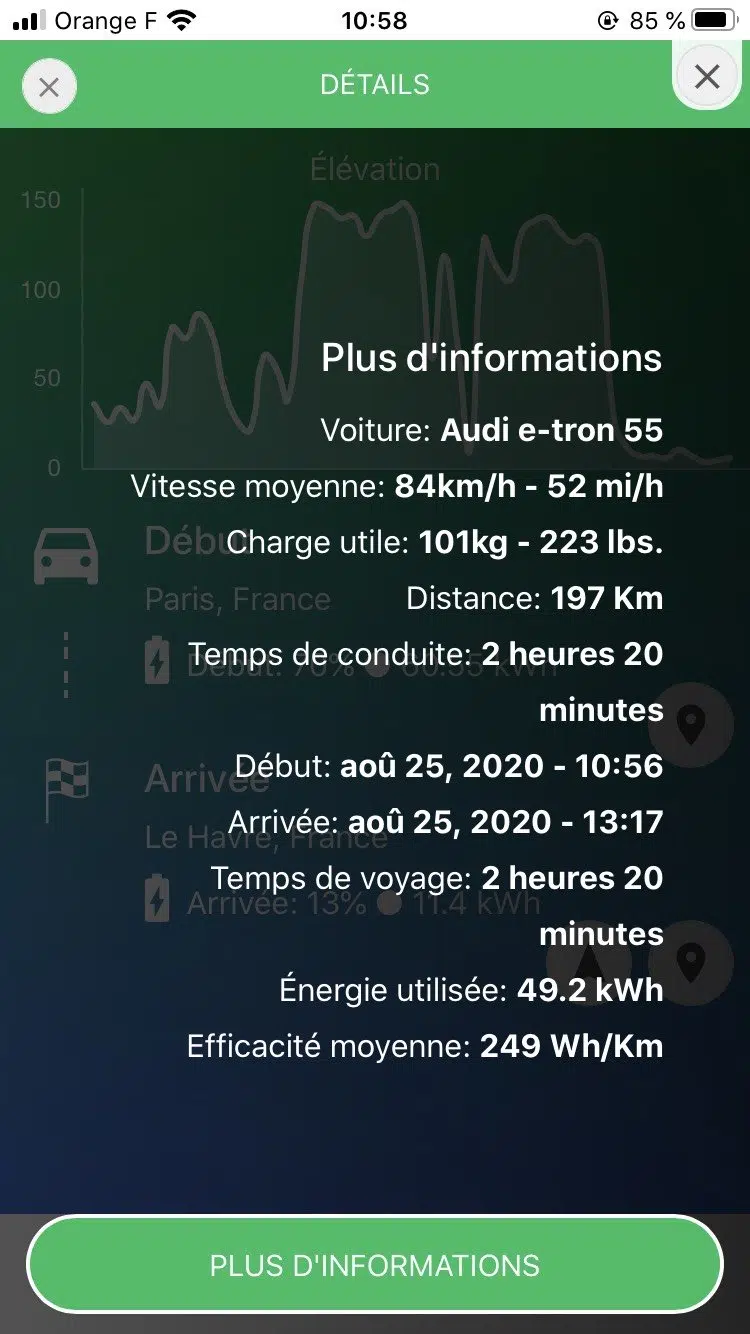 Orange F
10:58
85 %
DÉTAILS
Élévation
150
100
50
0
Plus d'informations
Voiture: Audi e-tron 55
Vitesse moyenne: 84km/h - 52 mi/h
Charge utile: 101kg - 223 lbs.
Distance: 197 Km
Temps de conduite: 2 heures 20
minutes
Début: aoû 25, 2020 - 10:56
Arrivée: aoû 25, 2020 - 13:17
Temps de voyage: 2 heures 20
minutes
Énergie utilisée: 49.2 kWh
Efficacité moyenne: 249 Wh/Km
Début
Paris, France
Arrivée
Le Havre, France
Arrivée: 13% 11.4 kWh
PLUS D'INFORMATIONS